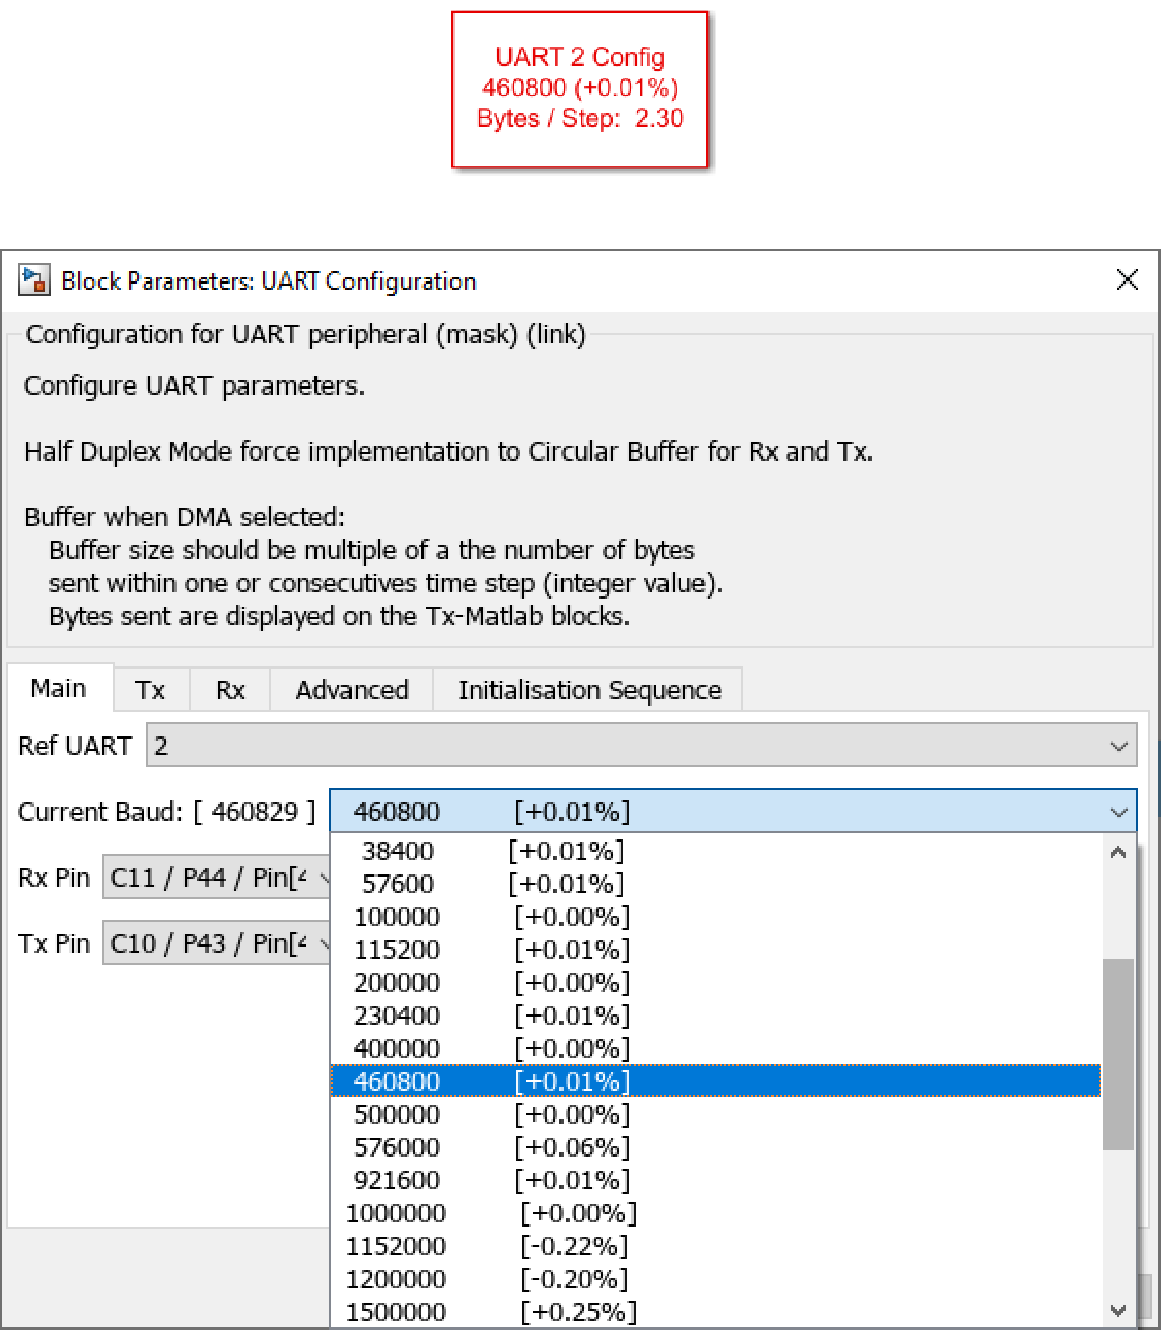 UART 2 Config
460800 (+0.01%)
Bytes / Step: 2.30
Block Parameters: UART Configuration
Configuration for UART peripheral (mask) (link)
Configure UART parameters.
Half Duplex Mode force implementation to Circular Buffer for Rx and Tx.
Buffer when DMA selected:
Buffer size should be multiple of a the number of bytes
sent within one or consecutives time step (integer value).
Bytes sent are displayed on the Tx-Matlab blocks.
Main Tx Rx Advanced Initialisation Sequence
Ref UART 2
Current Baud: [ 460829 ] 460800 [+0.01%]
38400 [+0.01%]
Rx Pin C11 / P44 / Pin[4
57600 [+0.01%]
100000 [+0.00%]
Tx Pin C10 / P43 / Pin[4
115200 [+0.01%]
200000 [+0.00%]
230400 [+0.01%]
400000 [+0.00%]
460800 [+0.01%]
500000 [+0.00%]
576000 [+0.06%]
921600 [+0.01%]
1000000 [+0.00%]
1152000 [-0.22%]
1200000 [-0.20%]
1500000 [+0.25%]